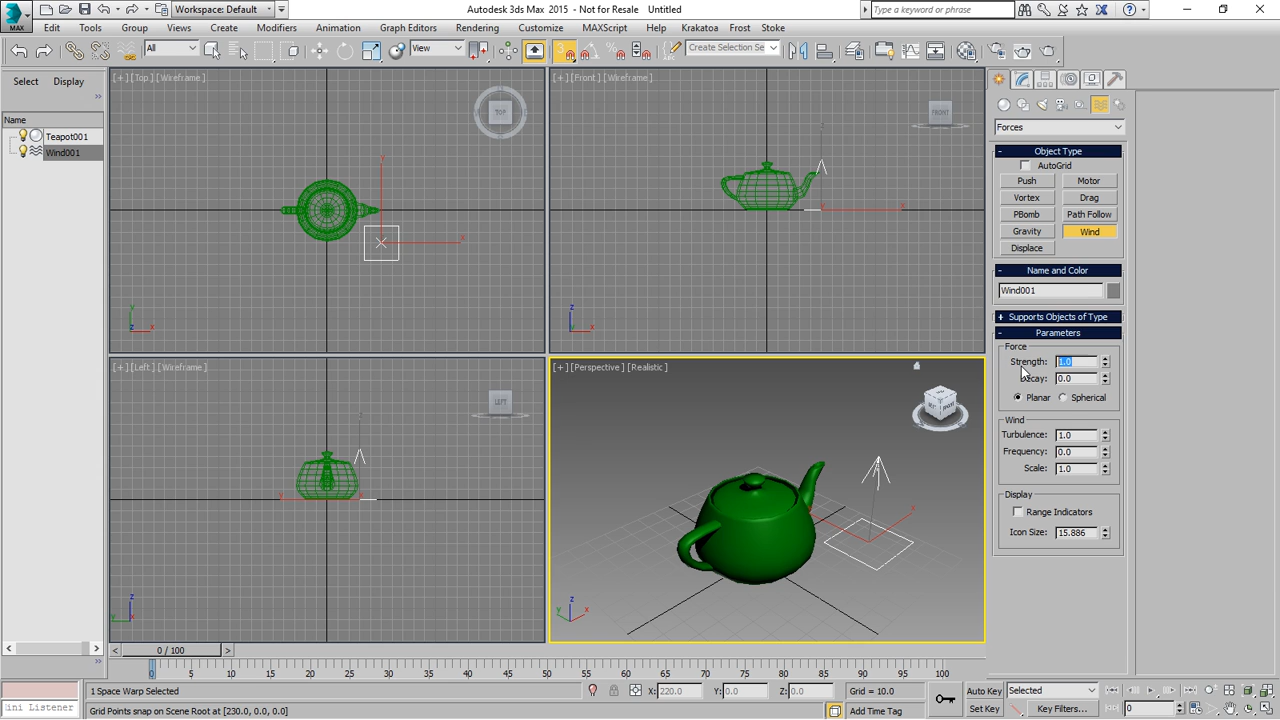 Workspace: Default
Autodesk 3ds Max 2015 - Not for Resale   Untitled
Type a keyword or phrase
MAX
Edit Tools Group Views Create Modifiers Animation Graph Editors Rendering Customize MAXScript Help Krakatoa Frost Stoke
All
View
3
Create Selection Se
Select Display
Name
Teapot001
Wind001
[+] [Top] [Wireframe]
TOP
[+] [Front] [Wireframe]
FRONT
[+] [Left] [Wireframe]
LEFT
[+] [Perspective] [Realistic]
Forces
- Object Type
AutoGrid
Push Motor
Vortex Drag
PBomb Path Follow
Gravity Wind
Displace
- Name and Color
Wind001
+ Supports Objects of Type
- Parameters
Force
Strength: 1.0
Decay: 0.0
Planar Spherical
Wind
Turbulence: 1.0
Frequency: 0.0
Scale: 1.0
Display
Range Indicators
Icon Size: 15.886
< 0 / 100 >
0 5 10 15 20 25 30 35 40 45 50 55 60 65 70 75 80 85 90 95 100
1 Space Warp Selected
X: 220.0 Y: 0.0 Z: 0.0
Grid = 10.0
Auto Key
Selected
ini Listener
Grid Points snap on Scene Root at [230.0, 0.0, 0.0]
Add Time Tag
Set Key
Key Filters...
0